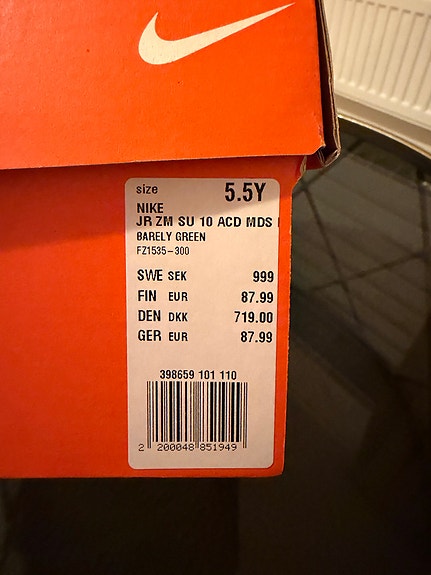 size 5.5Y
NIKE
JR ZM SU 10 ACD MDS
BARELY GREEN
FZ1535-300
SWE SEK 999
FIN EUR 87.99
DEN DKK 719.00
GER EUR 87.99
398659 101 110
2 200048 851949